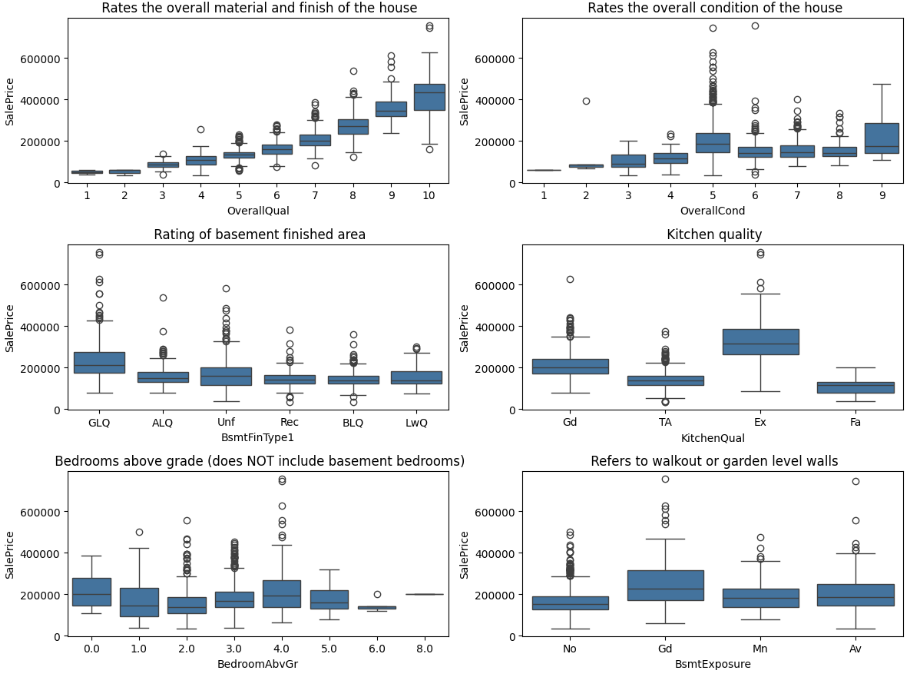 Rates the overall material and finish of the house
SalePrice
600000
400000
200000
0
1 2 3 4 5 6 7 8 9 10
OverallQual
Rates the overall condition of the house
SalePrice
600000
400000
200000
0
1 2 3 4 5 6 7 8 9
OverallCond
Rating of basement finished area
SalePrice
600000
400000
200000
0
GLQ ALQ Unf Rec BLQ LwQ
BsmtFinType1
Kitchen quality
SalePrice
600000
400000
200000
0
Gd TA Ex Fa
KitchenQual
Bedrooms above grade (does NOT include basement bedrooms)
SalePrice
600000
400000
200000
0
0.0 1.0 2.0 3.0 4.0 5.0 6.0 8.0
BedroomAbvGr
Refers to walkout or garden level walls
SalePrice
600000
400000
200000
0
No Gd Mn Av
BsmtExposure